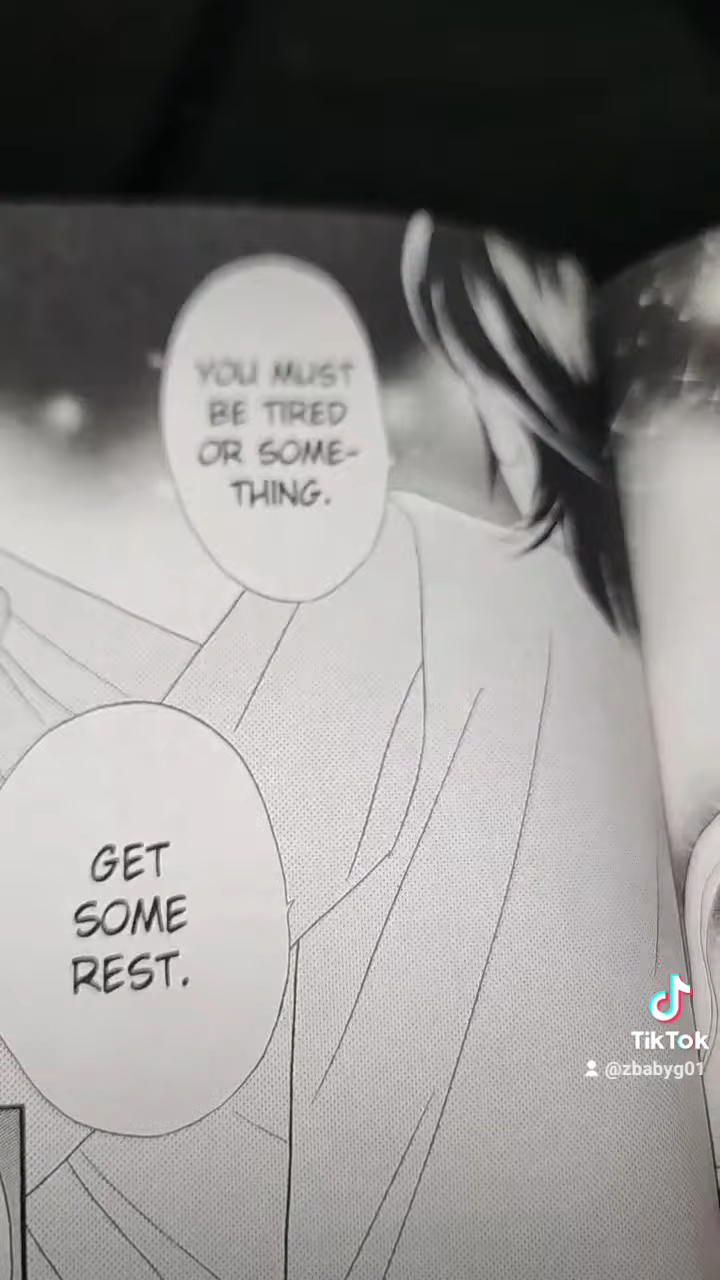 YOU MUST
BE TIRED
OR SOME-
THING.
GET
SOME
REST.
TikTok
@zbabyg01